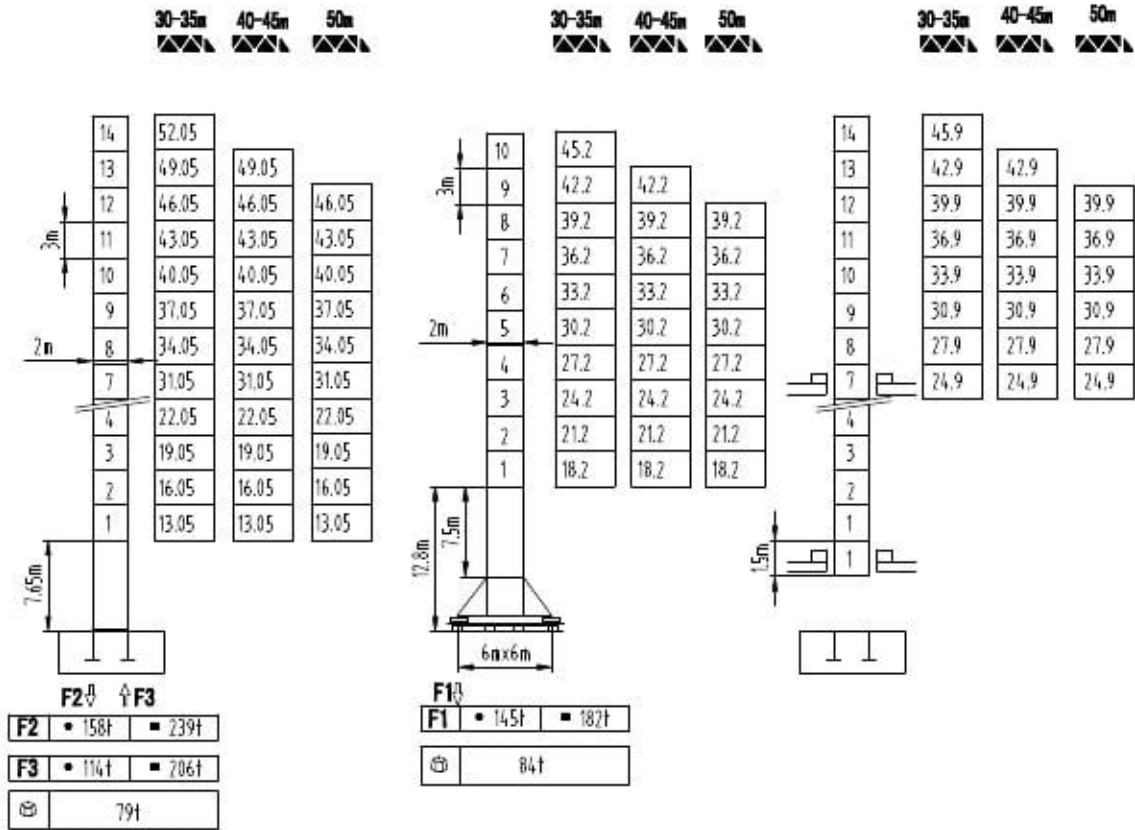 30-35m 40-45m 50m 30-35m 40-45m 50m 30-35m 40-45m 50m
14 52.05
13 49.05 49.05
12 46.05 46.05 46.05
3m 11 43.05 43.05 43.05
10 40.05 40.05 40.05
9 37.05 37.05 37.05
2m 8 34.05 34.05 34.05
7 31.05 31.05 31.05
4 22.05 22.05 22.05
3 19.05 19.05 19.05
2 16.05 16.05 16.05
1 13.05 13.05 13.05
7.65m
F2 F3
F2 • 158t ■ 239t
F3 • 114t ■ 206t
79t
10 45.2
3m 9 42.2 42.2
8 39.2 39.2 39.2
7 36.2 36.2 36.2
6 33.2 33.2 33.2
2m 5 30.2 30.2 30.2
4 27.2 27.2 27.2
3 24.2 24.2 24.2
2 21.2 21.2 21.2
1 18.2 18.2 18.2
12.8m 7.5m
6mx6m
F1
F1 • 145t ■ 182t
84t
14 45.9
13 42.9 42.9
12 39.9 39.9 39.9
11 36.9 36.9 36.9
10 33.9 33.9 33.9
9 30.9 30.9 30.9
8 27.9 27.9 27.9
7 24.9 24.9 24.9
4
3
2
1
1.5m 1